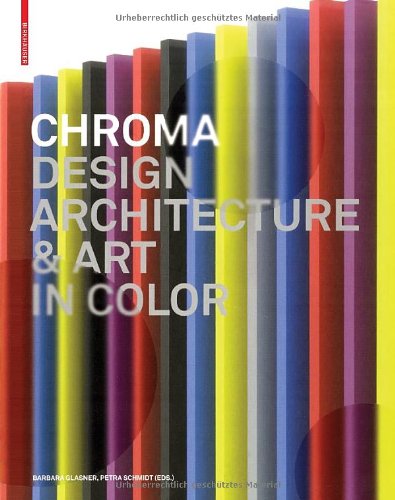 Urheberrechtlich geschütztes Material
BIRKHÄUSER
CHROMA
DESIGN
ARCHITECTURE
& ART
IN COLOR
BARBARA GLASNER, PETRA SCHMIDT (EDS.)
Urheberrechtlich geschütztes Material